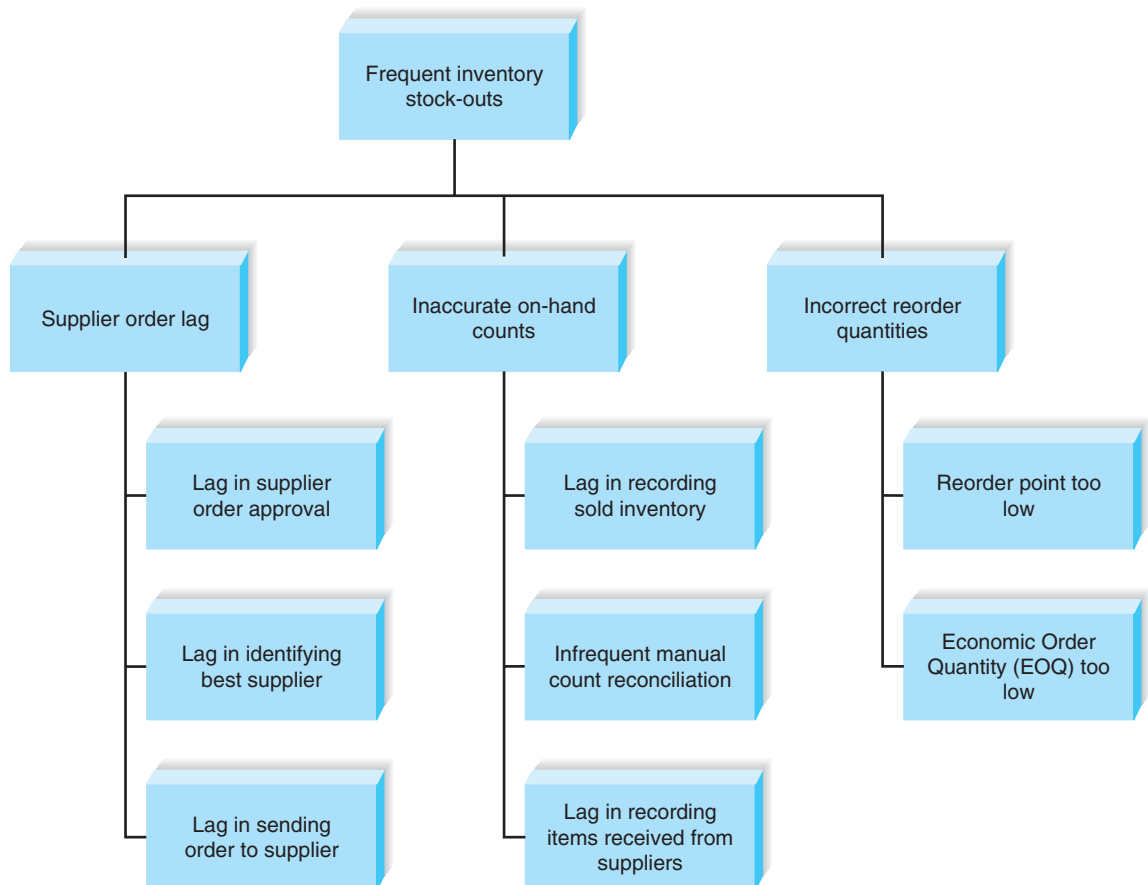 Frequent inventory
stock-outs
Supplier order lag
Inaccurate on-hand
counts
Incorrect reorder
quantities
Lag in supplier
order approval
Lag in recording
sold inventory
Reorder point too
low
Lag in identifying
best supplier
Infrequent manual
count reconciliation
Economic Order
Quantity (EOQ) too
low
Lag in sending
order to supplier
Lag in recording
items received from
suppliers